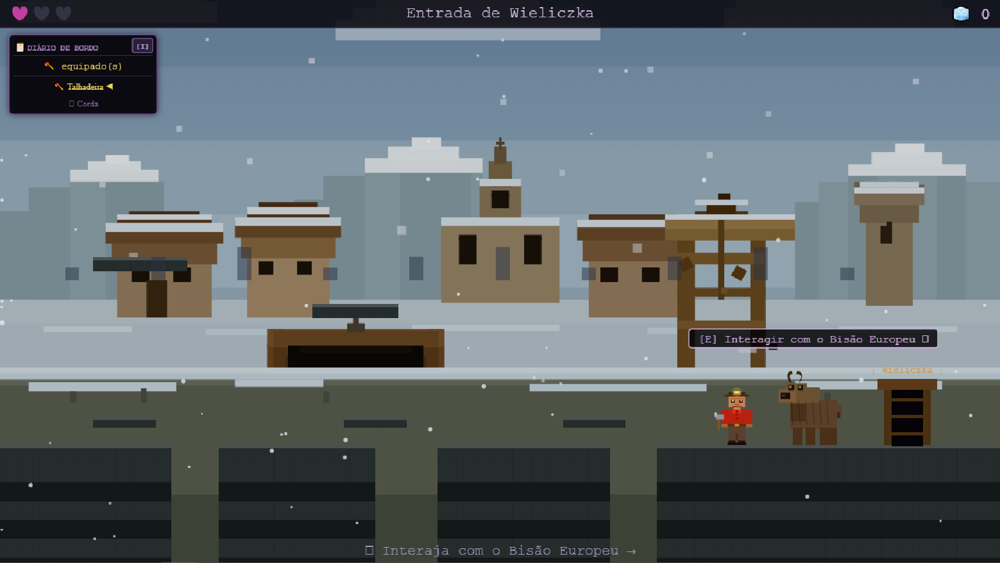 Entrada de Wieliczka
0
DIÁRIO DE BORDO [I]
equipado(s)
Talhadeira ◀
Corda
[E] Interagir com o Bisão Europeu
↓ Wieliczka ↓
Interaja com o Bisão Europeu →